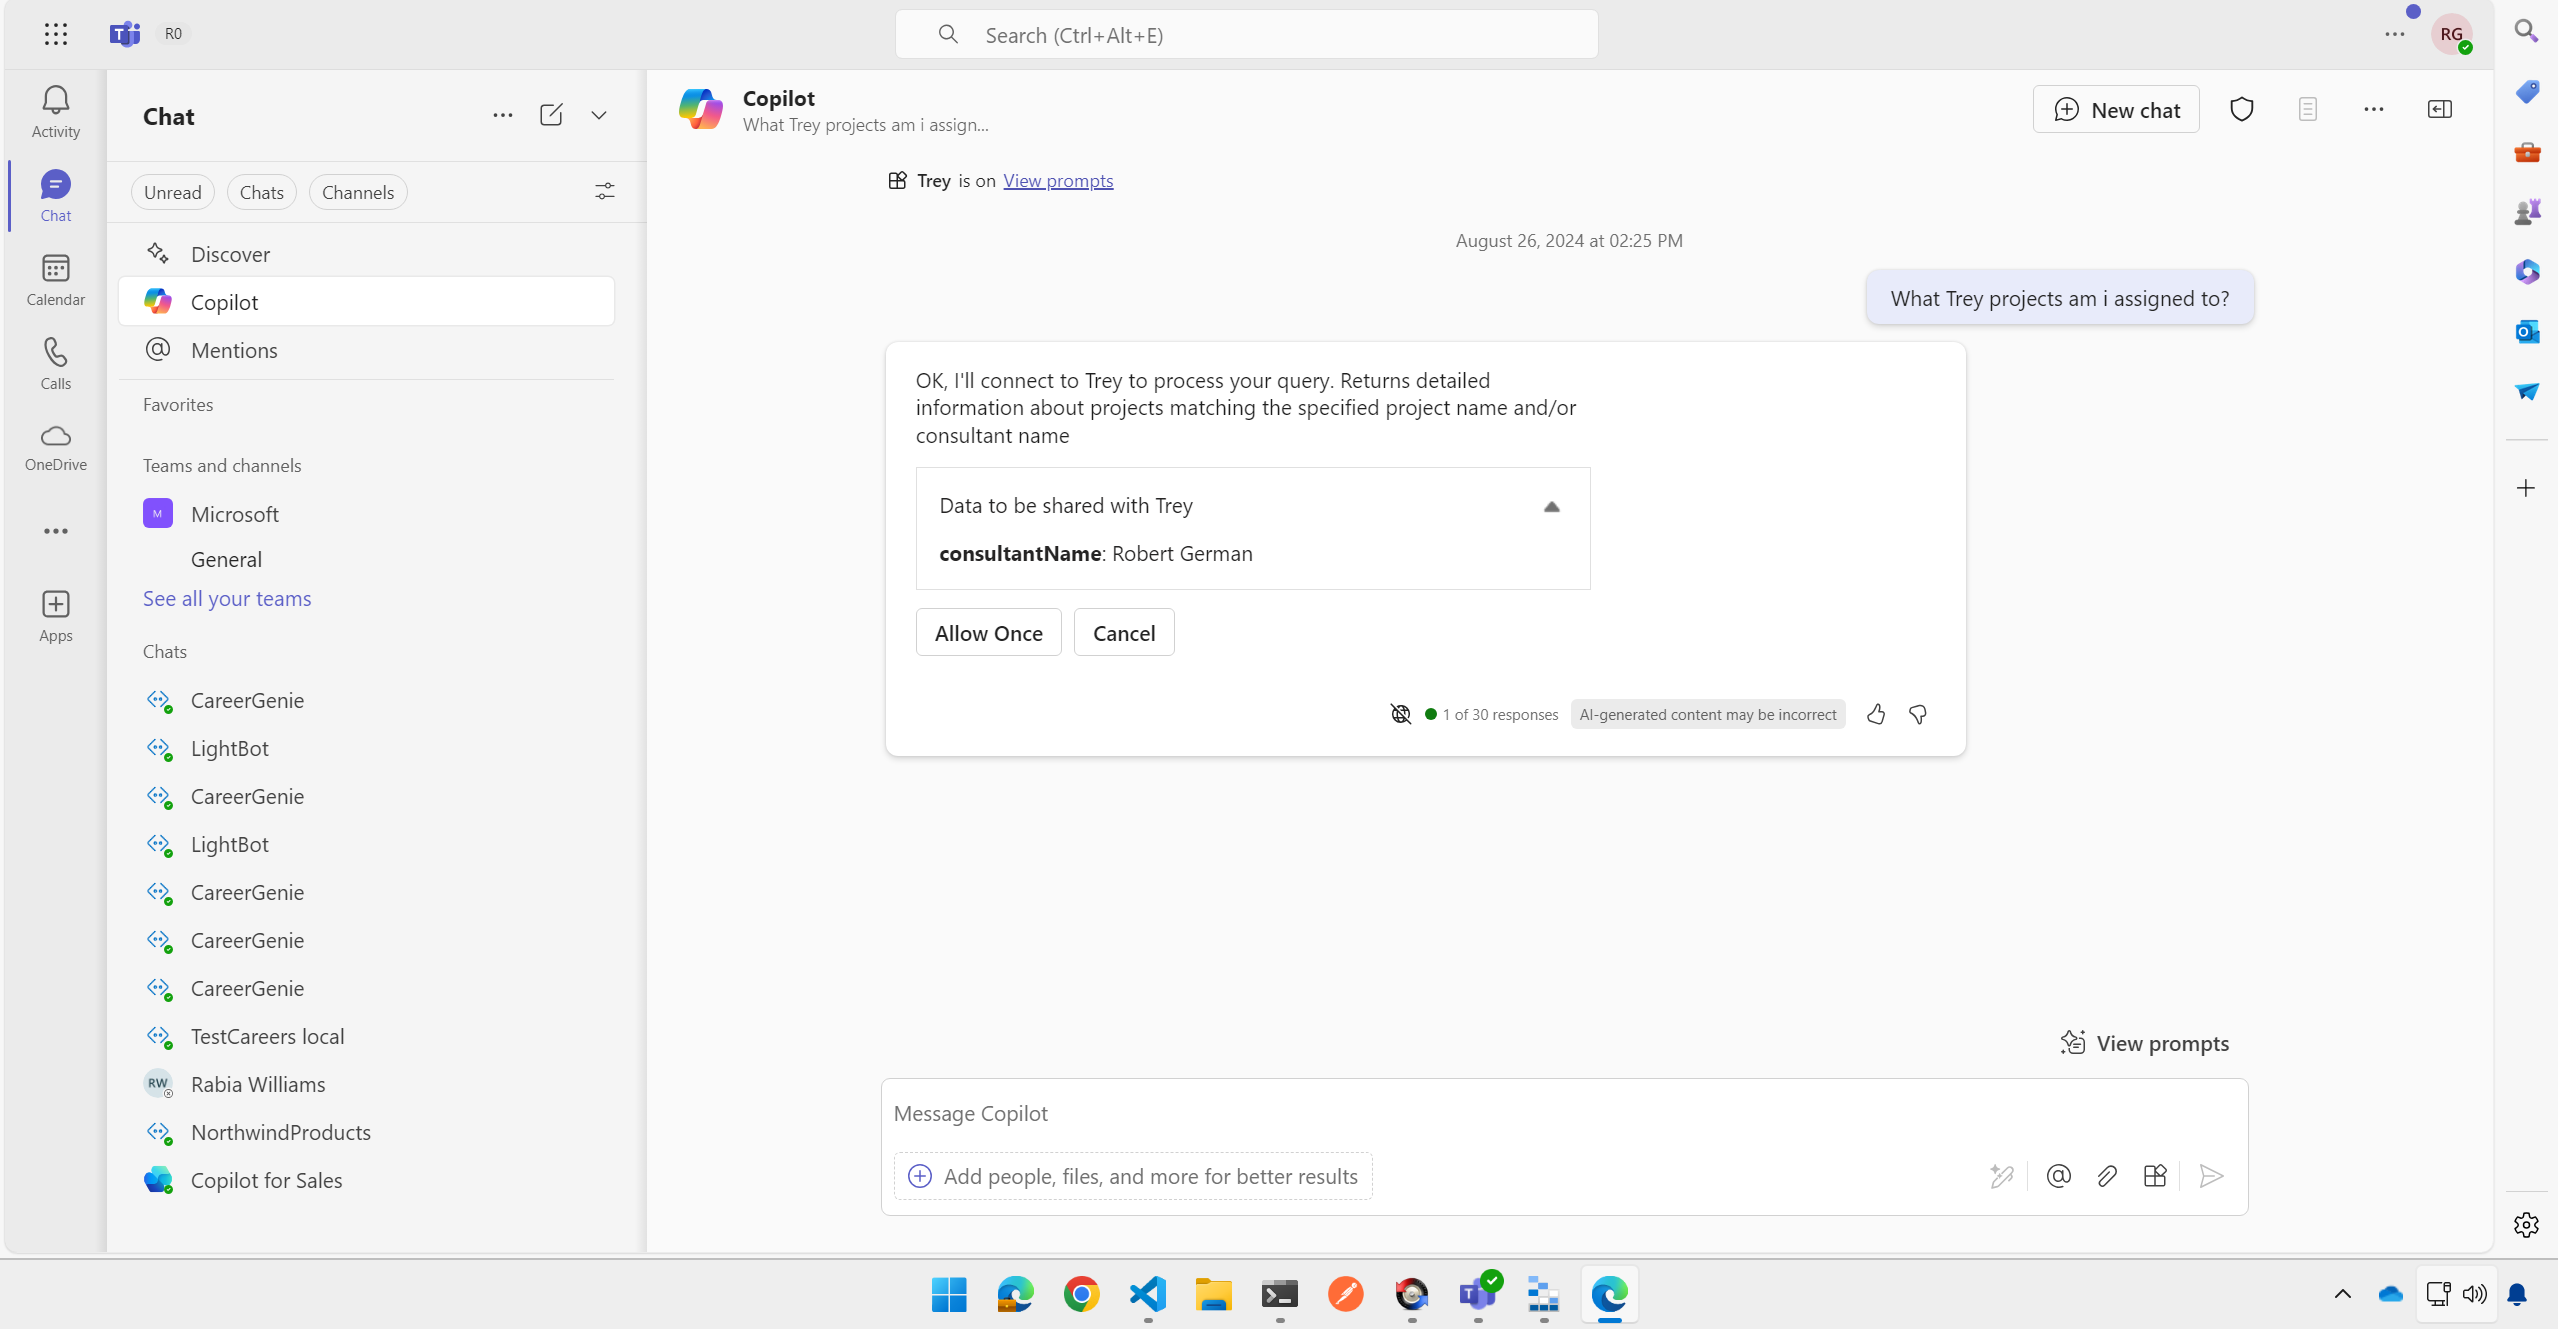 R0
Search (Ctrl+Alt+E)
RG
Activity
Chat
Calendar
Calls
OneDrive
Apps
Chat
Unread
Chats
Channels
Discover
Copilot
Mentions
Favorites
Teams and channels
M
Microsoft
General
See all your teams
Chats
CareerGenie
LightBot
CareerGenie
LightBot
CareerGenie
CareerGenie
CareerGenie
TestCareers local
RW
Rabia Williams
NorthwindProducts
Copilot for Sales
Copilot
What Trey projects am i assign...
New chat
Trey is on View prompts
August 26, 2024 at 02:25 PM
What Trey projects am i assigned to?
OK, I'll connect to Trey to process your query. Returns detailed
information about projects matching the specified project name and/or
consultant name
Data to be shared with Trey
consultantName: Robert German
Allow Once
Cancel
1 of 30 responses
AI-generated content may be incorrect
View prompts
Message Copilot
Add people, files, and more for better results